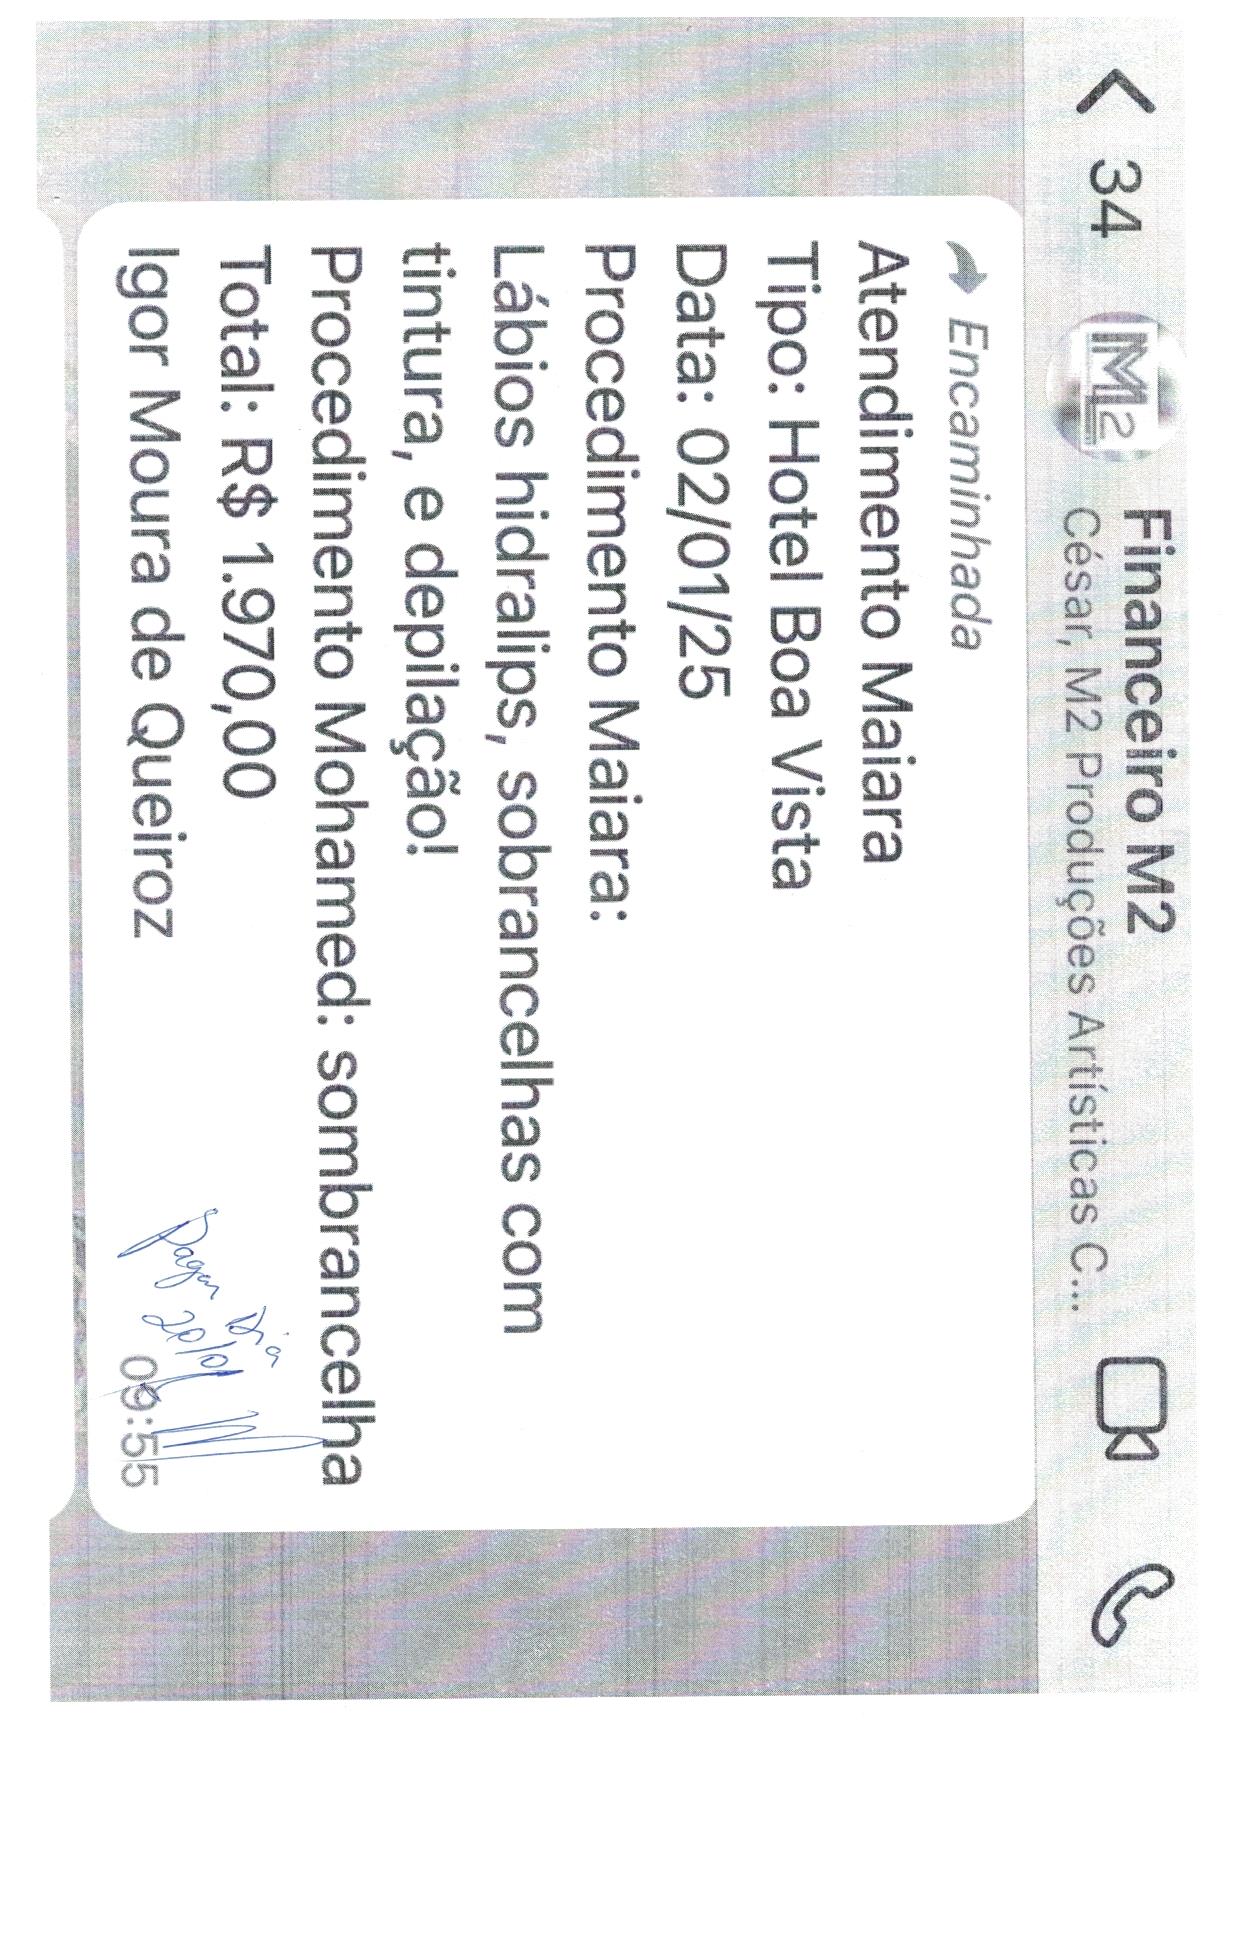 34
M2
Financeiro M2
César, M2 Produções Artísticas C...
Encaminhada
Atendimento Maiara
Tipo: Hotel Boa Vista
Data: 02/01/25
Procedimento Maiara:
Lábios hidralips, sobrancelhas com
tintura, e depilação!
Procedimento Mohamed: sombrancelha
Total: R$ 1.970,00
Igor Moura de Queiroz
09:55
Pagar Dia
20/01